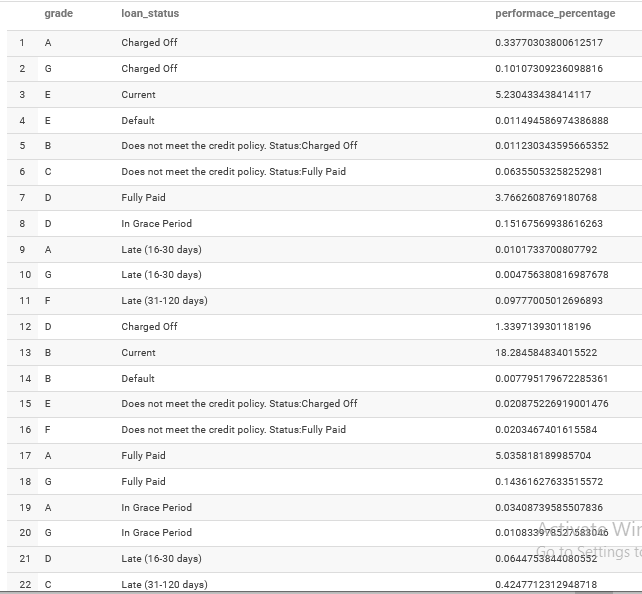 grade loan_status performace_percentage
1 A Charged Off 0.33770303800612517
2 G Charged Off 0.10107309236098816
3 E Current 5.230433438414117
4 E Default 0.011494586974386888
5 B Does not meet the credit policy. Status:Charged Off 0.011230343595665352
6 C Does not meet the credit policy. Status:Fully Paid 0.06355053258252981
7 D Fully Paid 3.7662608769180768
8 D In Grace Period 0.15167569938616263
9 A Late (16-30 days) 0.0101733700807792
10 G Late (16-30 days) 0.004756380816987678
11 F Late (31-120 days) 0.09777005012696893
12 D Charged Off 1.339713930118196
13 B Current 18.284584834015522
14 B Default 0.007795179672285361
15 E Does not meet the credit policy. Status:Charged Off 0.020875226919001476
16 F Does not meet the credit policy. Status:Fully Paid 0.0203467401615584
17 A Fully Paid 5.035818189985704
18 G Fully Paid 0.14361627633515572
19 A In Grace Period 0.03408739585507836
20 G In Grace Period 0.010833978527583046
Activate Wi
21 D Late (16-30 days) 0.0644753844080552
Go to Settings t
22 C Late (31-120 days) 0.4247712312948718